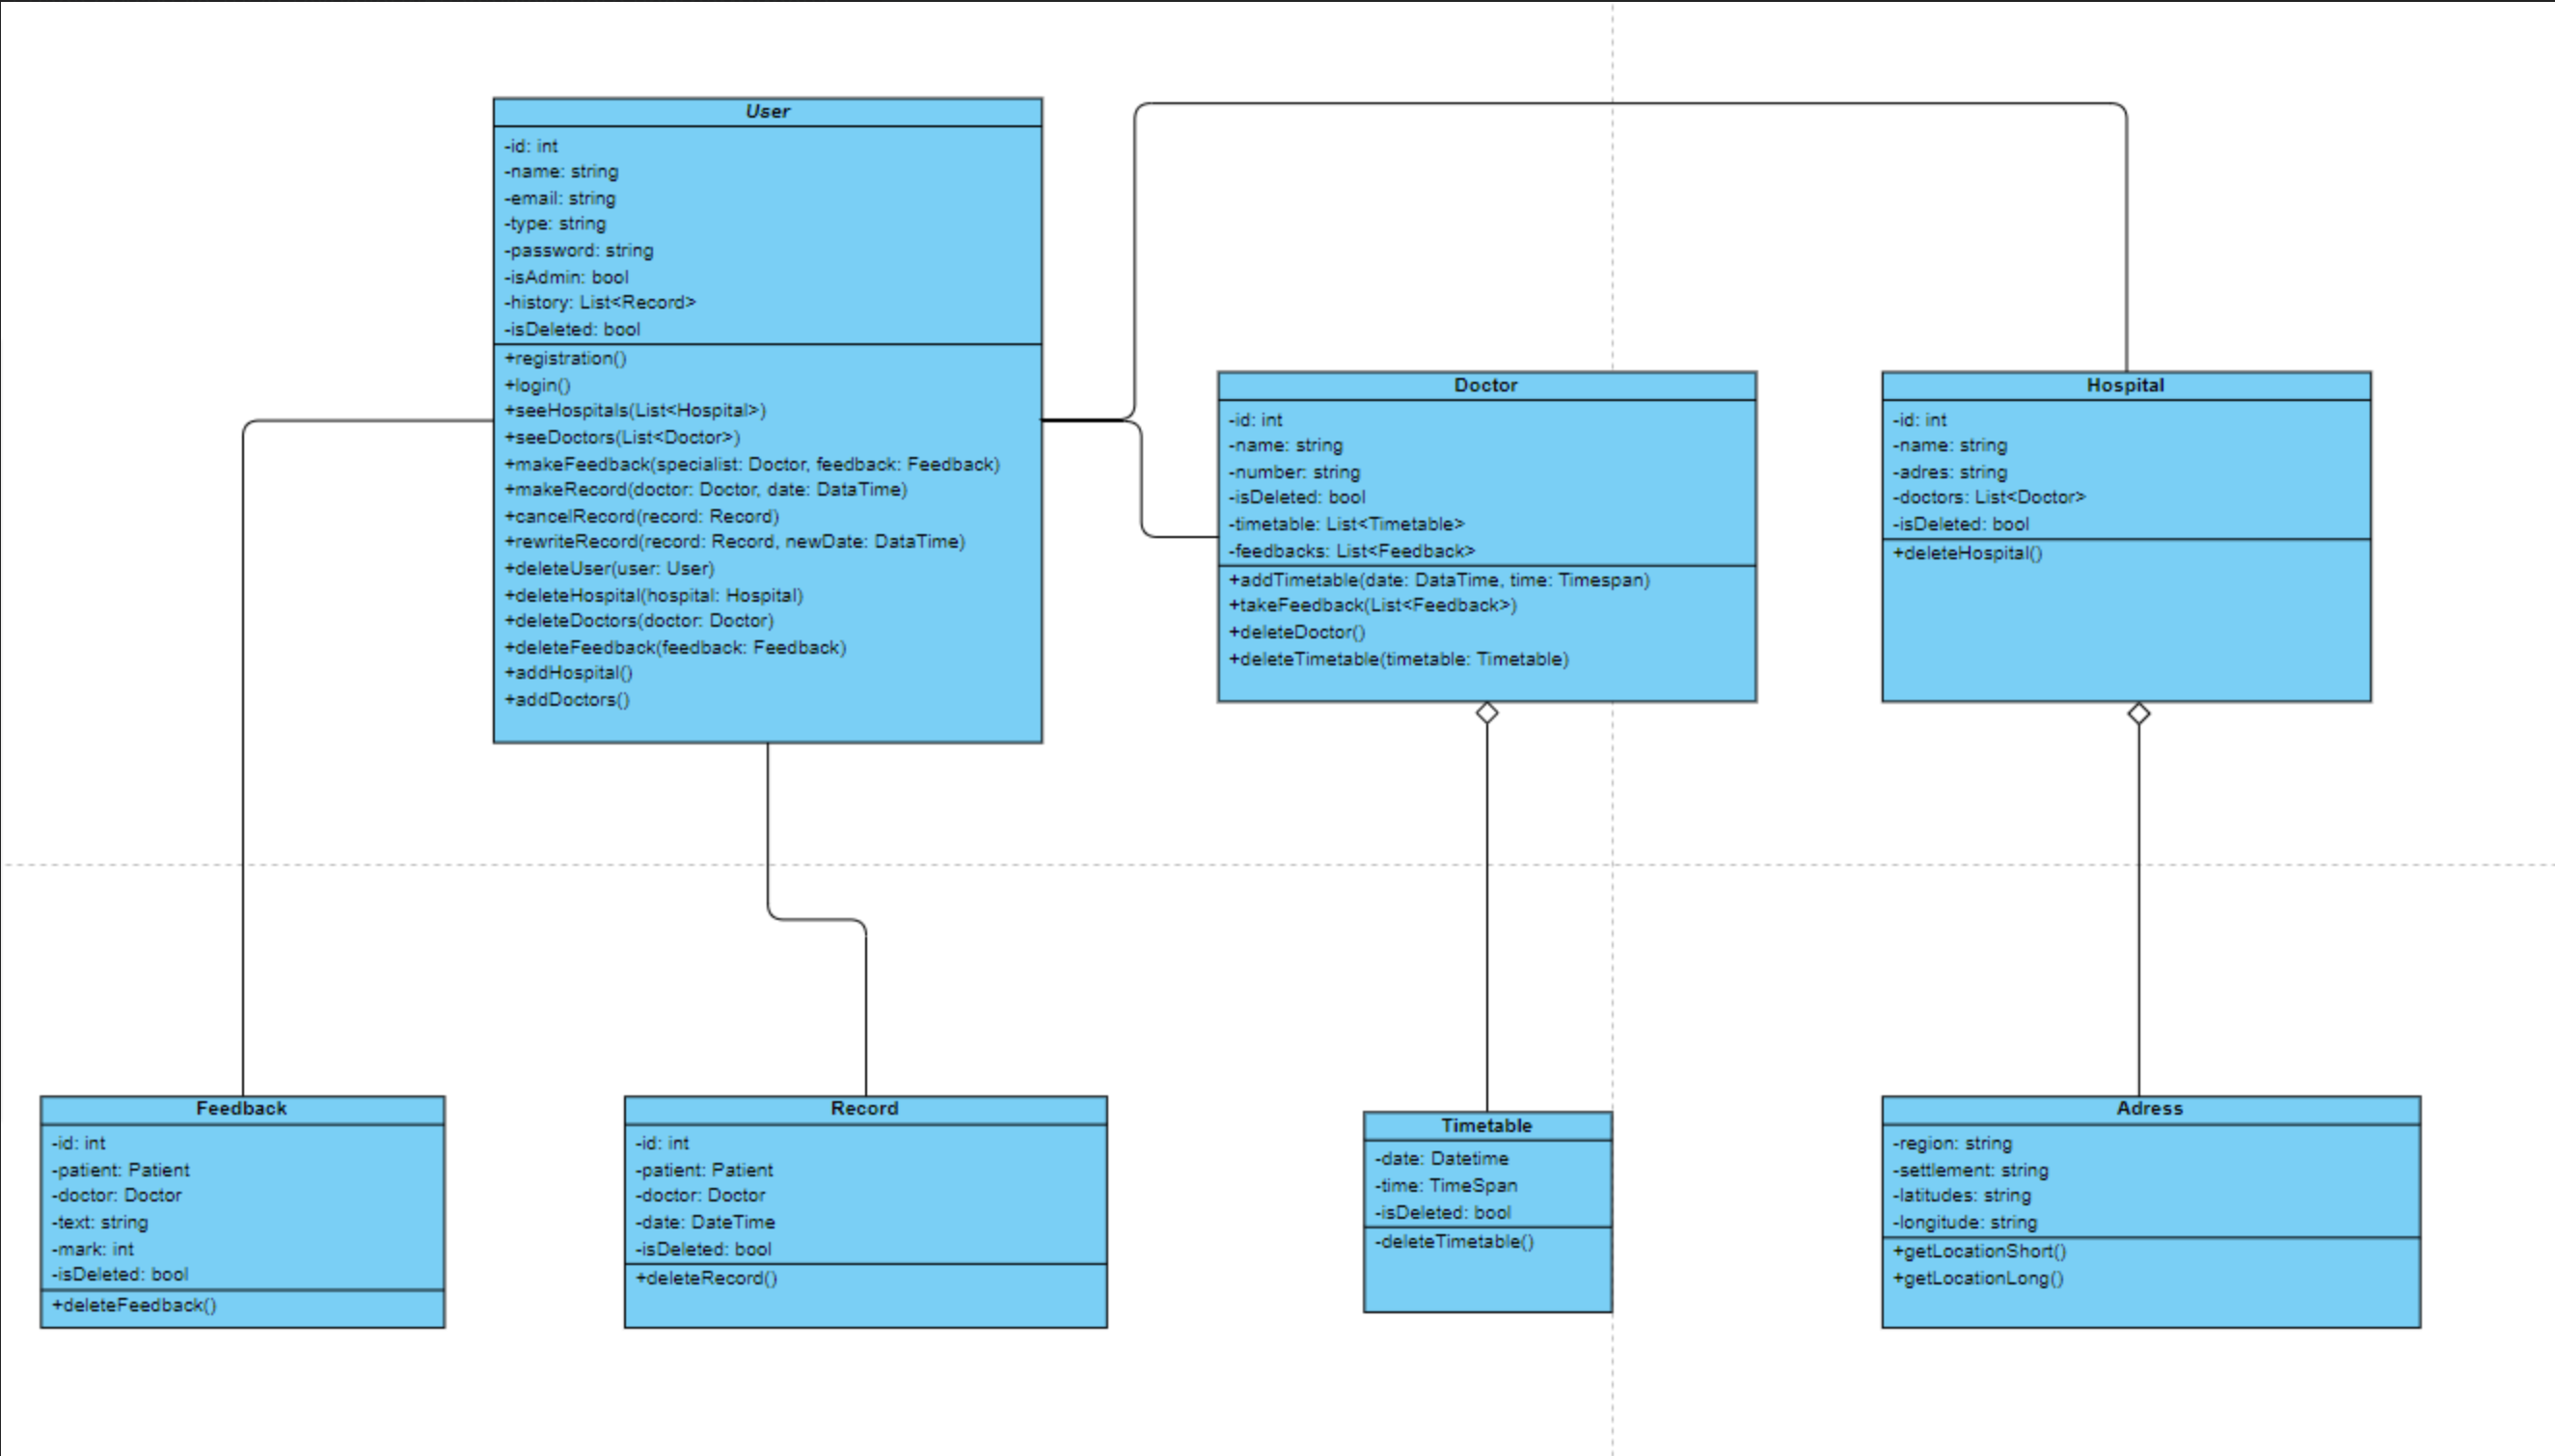 User
-id: int
-name: string
-email: string
-type: string
-password: string
-isAdmin: bool
-history: List<Record>
-isDeleted: bool
+registration()
+login()
+seeHospitals(List<Hospital>)
+seeDoctors(List<Doctor>)
+makeFeedback(specialist: Doctor, feedback: Feedback)
+makeRecord(doctor: Doctor, date: DataTime)
+cancelRecord(record: Record)
+rewriteRecord(record: Record, newDate: DataTime)
+deleteUser(user: User)
+deleteHospital(hospital: Hospital)
+deleteDoctors(doctor: Doctor)
+deleteFeedback(feedback: Feedback)
+addHospital()
+addDoctors()
Doctor
-id: int
-name: string
-number: string
-isDeleted: bool
-timetable: List<Timetable>
-feedbacks: List<Feedback>
+addTimetable(date: DataTime, time: Timespan)
+takeFeedback(List<Feedback>)
+deleteDoctor()
+deleteTimetable(timetable: Timetable)
Hospital
-id: int
-name: string
-adres: string
-doctors: List<Doctor>
-isDeleted: bool
+deleteHospital()
Feedback
-id: int
-patient: Patient
-doctor: Doctor
-text: string
-mark: int
-isDeleted: bool
+deleteFeedback()
Record
-id: int
-patient: Patient
-doctor: Doctor
-date: DateTime
-isDeleted: bool
+deleteRecord()
Timetable
-date: Datetime
-time: TimeSpan
-isDeleted: bool
-deleteTimetable()
Adress
-region: string
-settlement: string
-latitudes: string
-longitude: string
+getLocationShort()
+getLocationLong()